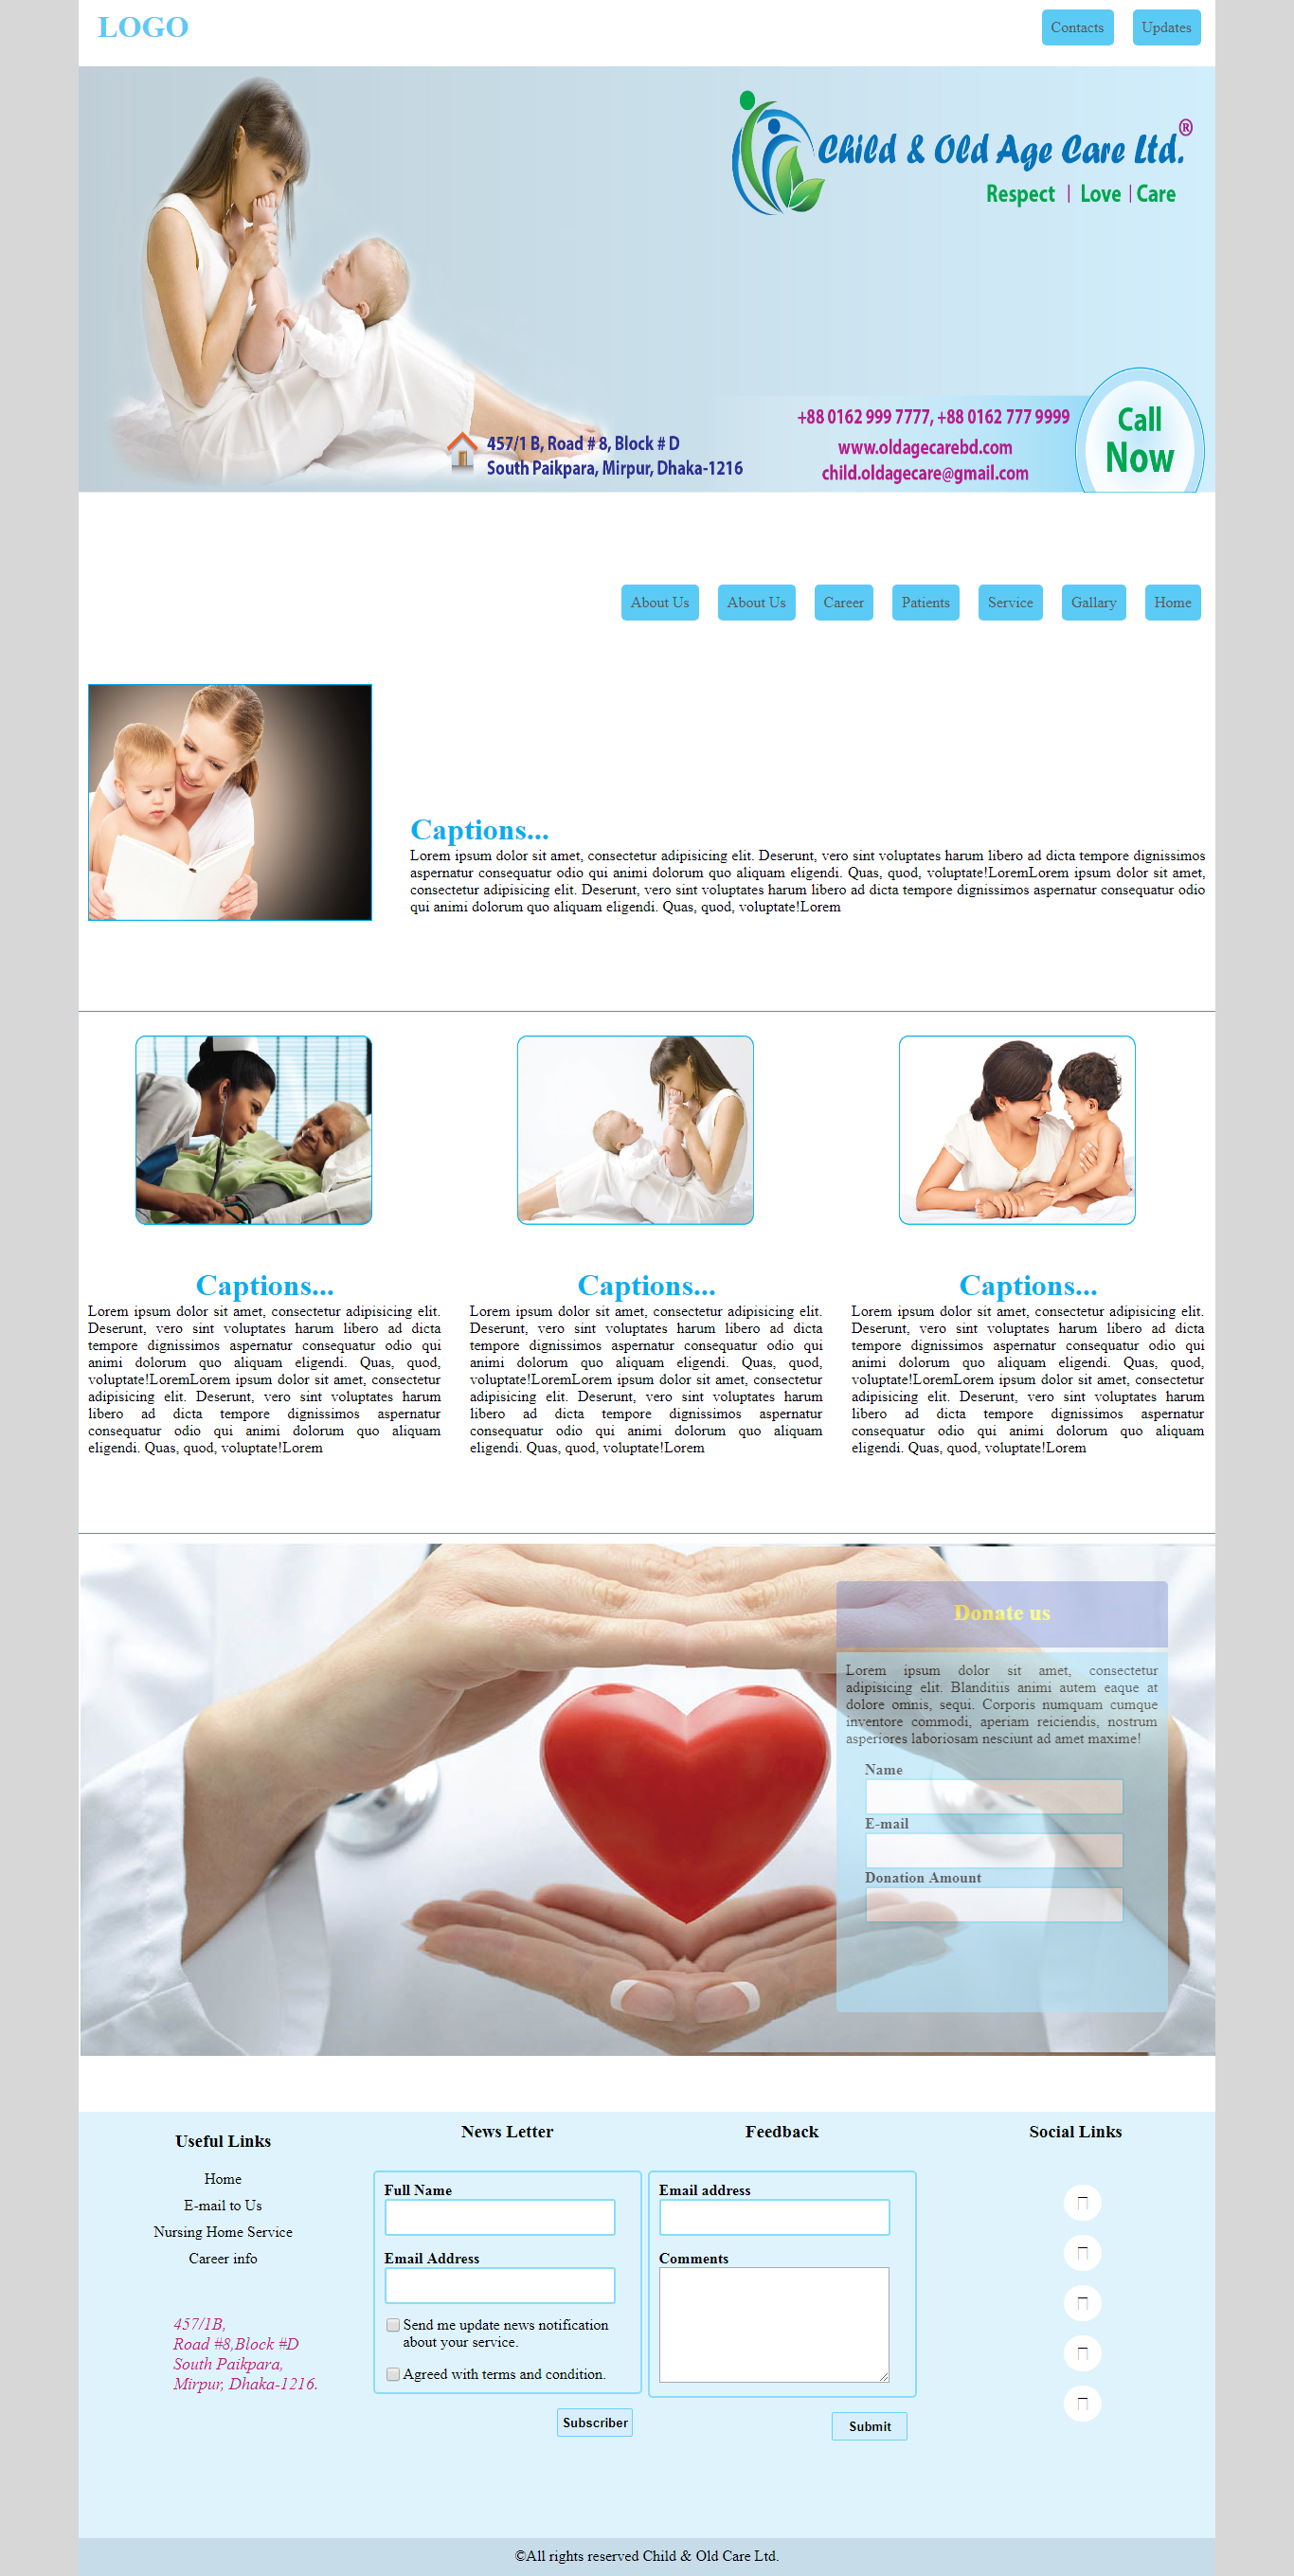 LOGO
Contacts Updates
Child & Old Age Care Ltd.®
Respect | Love | Care
+88 0162 999 7777, +88 0162 777 9999
www.oldagecarebd.com
child.oldagecare@gmail.com
Call
Now
457/1 B, Road # 8, Block # D
South Paikpara, Mirpur, Dhaka-1216
About Us About Us Career Patients Service Gallary Home
Captions...
Lorem ipsum dolor sit amet, consectetur adipisicing elit. Deserunt, vero sint voluptates harum libero ad dicta tempore dignissimos
aspernatur consequatur odio qui animi dolorum quo aliquam eligendi. Quas, quod, voluptate!LoremLorem ipsum dolor sit amet,
consectetur adipisicing elit. Deserunt, vero sint voluptates harum libero ad dicta tempore dignissimos aspernatur consequatur odio
qui animi dolorum quo aliquam eligendi. Quas, quod, voluptate!Lorem
Captions...
Lorem ipsum dolor sit amet, consectetur adipisicing elit.
Deserunt, vero sint voluptates harum libero ad dicta
tempore dignissimos aspernatur consequatur odio qui
animi dolorum quo aliquam eligendi. Quas, quod,
voluptate!LoremLorem ipsum dolor sit amet, consectetur
adipisicing elit. Deserunt, vero sint voluptates harum
libero ad dicta tempore dignissimos aspernatur
consequatur odio qui animi dolorum quo aliquam
eligendi. Quas, quod, voluptate!Lorem
Captions...
Lorem ipsum dolor sit amet, consectetur adipisicing elit.
Deserunt, vero sint voluptates harum libero ad dicta
tempore dignissimos aspernatur consequatur odio qui
animi dolorum quo aliquam eligendi. Quas, quod,
voluptate!LoremLorem ipsum dolor sit amet, consectetur
adipisicing elit. Deserunt, vero sint voluptates harum
libero ad dicta tempore dignissimos aspernatur
consequatur odio qui animi dolorum quo aliquam
eligendi. Quas, quod, voluptate!Lorem
Captions...
Lorem ipsum dolor sit amet, consectetur adipisicing elit.
Deserunt, vero sint voluptates harum libero ad dicta
tempore dignissimos aspernatur consequatur odio qui
animi dolorum quo aliquam eligendi. Quas, quod,
voluptate!LoremLorem ipsum dolor sit amet, consectetur
adipisicing elit. Deserunt, vero sint voluptates harum
libero ad dicta tempore dignissimos aspernatur
consequatur odio qui animi dolorum quo aliquam
eligendi. Quas, quod, voluptate!Lorem
Donate us
Lorem ipsum dolor sit amet, consectetur
adipisicing elit. Blanditiis animi autem eaque at
dolore omnis, sequi. Corporis numquam cumque
inventore commodi, aperiam reiciendis, nostrum
asperiores laboriosam nesciunt ad amet maxime!
Name
E-mail
Donation Amount
Useful Links
Home
E-mail to Us
Nursing Home Service
Career info
457/1B,
Road #8,Block #D
South Paikpara,
Mirpur, Dhaka-1216.
News Letter
Full Name
Email Address
Send me update news notification
about your service.
Agreed with terms and condition.
Subscriber
Feedback
Email address
Comments
Submit
Social Links
©All rights reserved Child & Old Care Ltd.